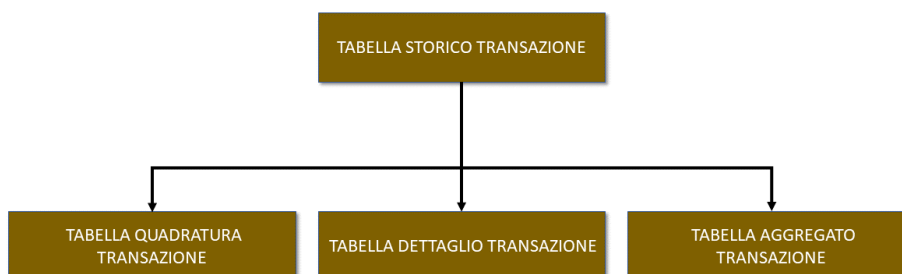 TABELLA STORICO TRANSAZIONE
TABELLA QUADRATURA
TRANSAZIONE
TABELLA DETTAGLIO TRANSAZIONE
TABELLA AGGREGATO
TRANSAZIONE